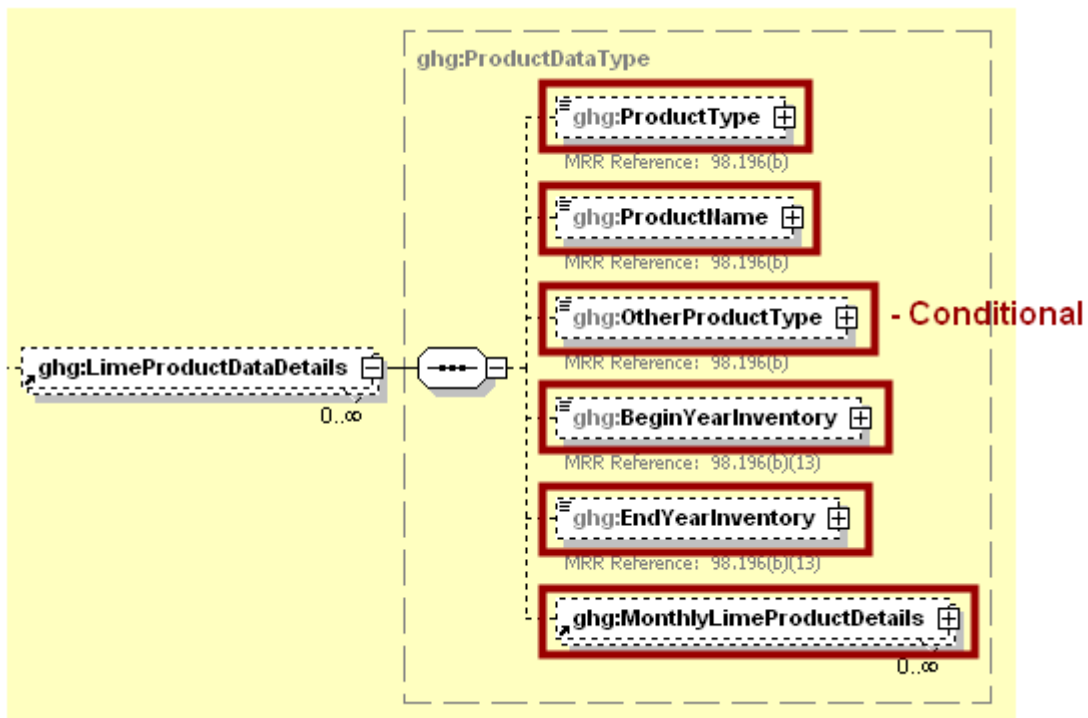 ghg:ProductDataType
ghg:ProductType
MRR Reference: 98.196(b)
ghg:ProductName
MRR Reference: 98.196(b)
ghg:OtherProductType - Conditional
MRR Reference: 98.196(b)
ghg:LimeProductDataDetails
0..∞
ghg:BeginYearInventory
MRR Reference: 98.196(b)(13)
ghg:EndYearInventory
MRR Reference: 98.196(b)(13)
ghg:MonthlyLimeProductDetails
0..∞